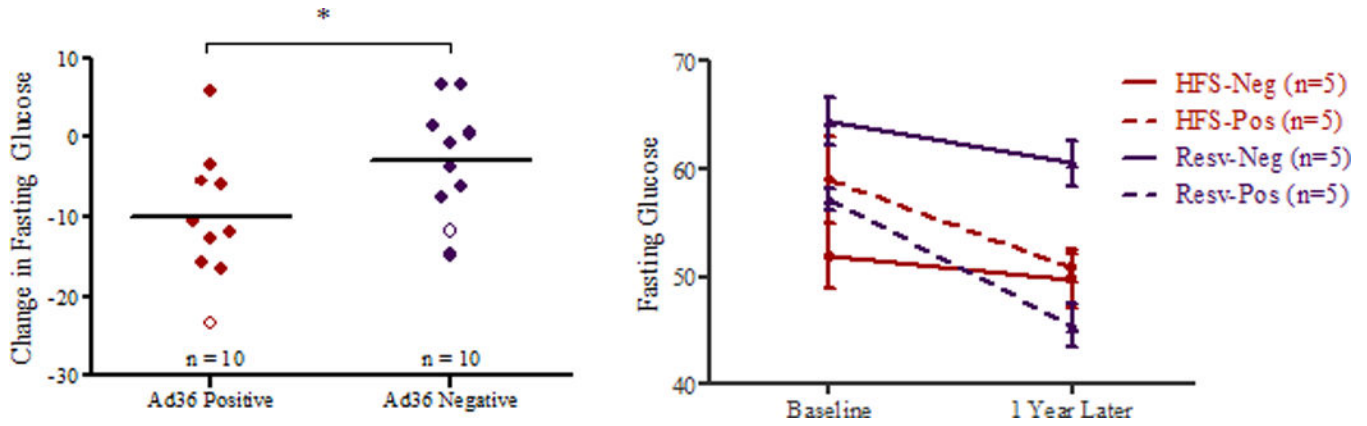 *
Change in Fasting Glucose
10
0
-10
-20
-30
n = 10
n = 10
Ad36 Positive
Ad36 Negative
Fasting Glucose
70
60
50
40
Baseline
1 Year Later
HFS-Neg (n=5)
HFS-Pos (n=5)
Resv-Neg (n=5)
Resv-Pos (n=5)